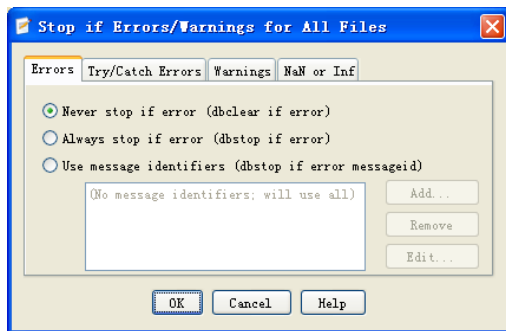 Stop if Errors/Warnings for All Files
Errors Try/Catch Errors Warnings NaN or Inf
Never stop if error (dbclear if error)
Always stop if error (dbstop if error)
Use message identifiers (dbstop if error messageid)
(No message identifiers; will use all)
Add...
Remove
Edit...
OK Cancel Help